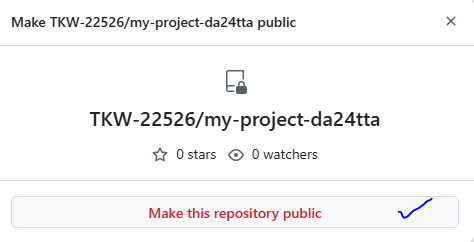 Make TKW-22526/my-project-da24tta public
TKW-22526/my-project-da24tta
0 stars 0 watchers
Make this repository public